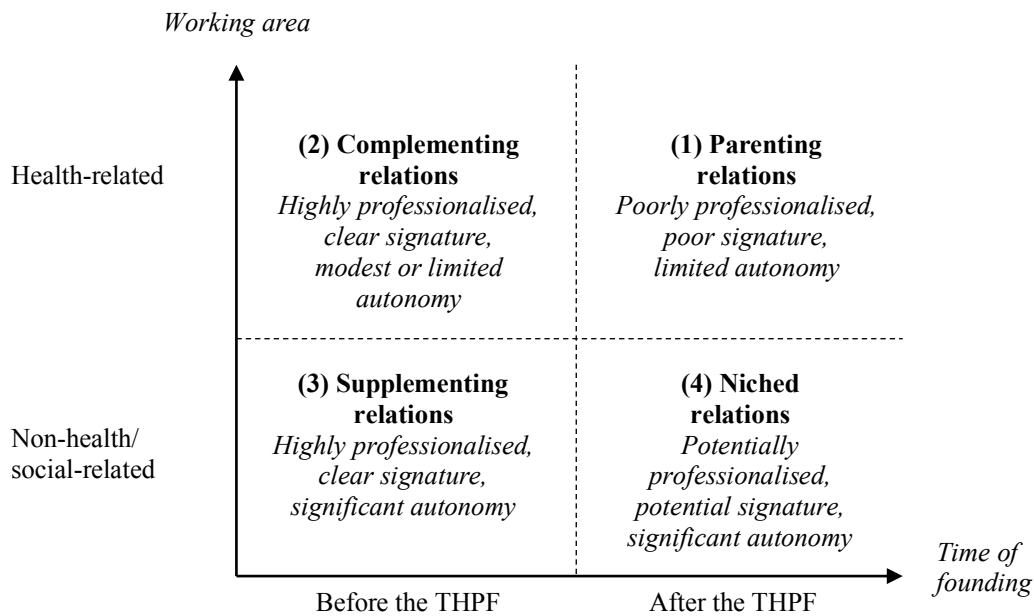 Working area
Health-related
(2) Complementing
relations
Highly professionalised,
clear signature,
modest or limited
autonomy
(1) Parenting
relations
Poorly professionalised,
poor signature,
limited autonomy
Non-health/
social-related
(3) Supplementing
relations
Highly professionalised,
clear signature,
significant autonomy
(4) Niched
relations
Potentially
professionalised,
potential signature,
significant autonomy
Time of
founding
Before the THPF
After the THPF